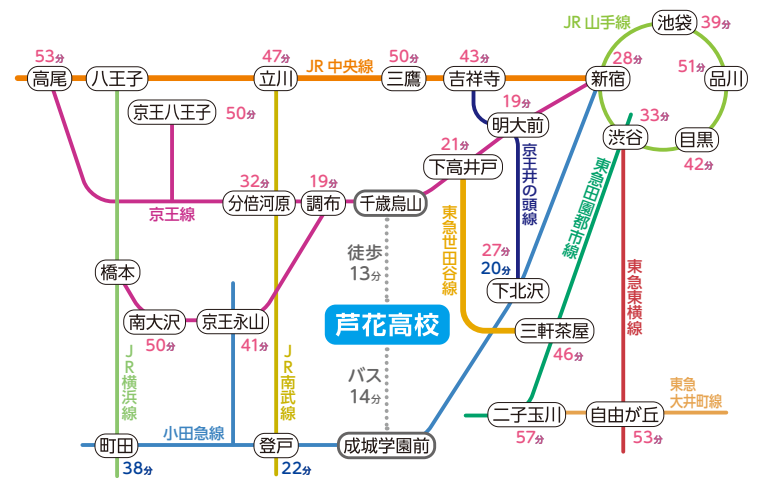 JR山手線
池袋
39分
53分
47分
50分
43分
28分
51分
JR中央線
高尾
八王子
立川
三鷹
吉祥寺
新宿
品川
京王八王子
50分
19分
明大前
33分
渋谷
目黒
42分
21分
下高井戸
32分
19分
京王線
分倍河原
調布
千歳烏山
京王井の頭線
東急田園都市線
東急世田谷線
徒歩
13分
27分
20分
下北沢
橋本
東急東横線
南大沢
50分
京王永山
41分
芦花高校
三軒茶屋
46分
JR横浜線
JR南武線
バス
14分
東急
大井町線
二子玉川
57分
自由が丘
53分
小田急線
町田
38分
登戸
22分
成城学園前